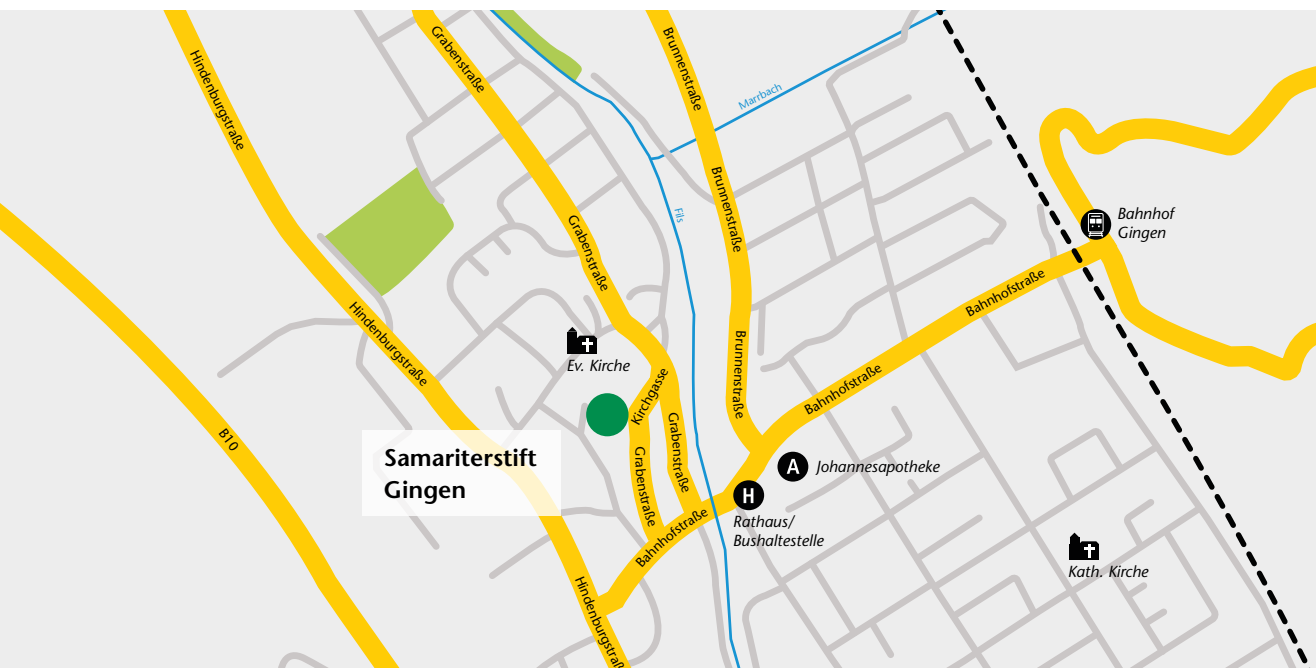 Hindenburgstraße
Grabenstraße
Brunnenstraße
Marrbach
Brunnenstraße
Fils
Grabenstraße
Bahnhof
Gingen
Bahnhofstraße
Hindenburgstraße
Ev. Kirche
Brunnenstraße
Kirchgasse
Bahnhofstraße
B10
Samariterstift
Gingen
Grabenstraße
Grabenstraße
A
Johannesapotheke
H
Rathaus/
Bushaltestelle
Bahnhofstraße
Kath. Kirche
Hindenburgstraß